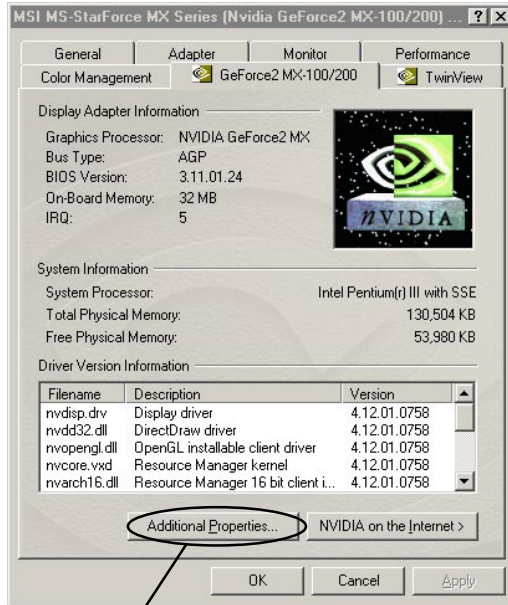 MSI MS-StarForce MX Series (Nvidia GeForce2 MX-100/200) ... ? X
General Adapter Monitor Performance
Color Management GeForce2 MX-100/200 TwinView
Display Adapter Information
Graphics Processor: NVIDIA GeForce2 MX
Bus Type: AGP
BIOS Version: 3.11.01.24
On-Board Memory: 32 MB
IRQ: 5
nVIDIA
System Information
System Processor: Intel Pentium(r) III with SSE
Total Physical Memory: 130,504 KB
Free Physical Memory: 53,980 KB
Driver Version Information
Filename Description Version
nvdisp.drv Display driver 4.12.01.0758
nvdd32.dll DirectDraw driver 4.12.01.0758
nvopengl.dll OpenGL installable client driver 4.12.01.0758
nvcore.vxd Resource Manager kernel 4.12.01.0758
nvarch16.dll Resource Manager 16 bit client i... 4.12.01.0758
Additional Properties... NVIDIA on the Internet >
OK Cancel Apply